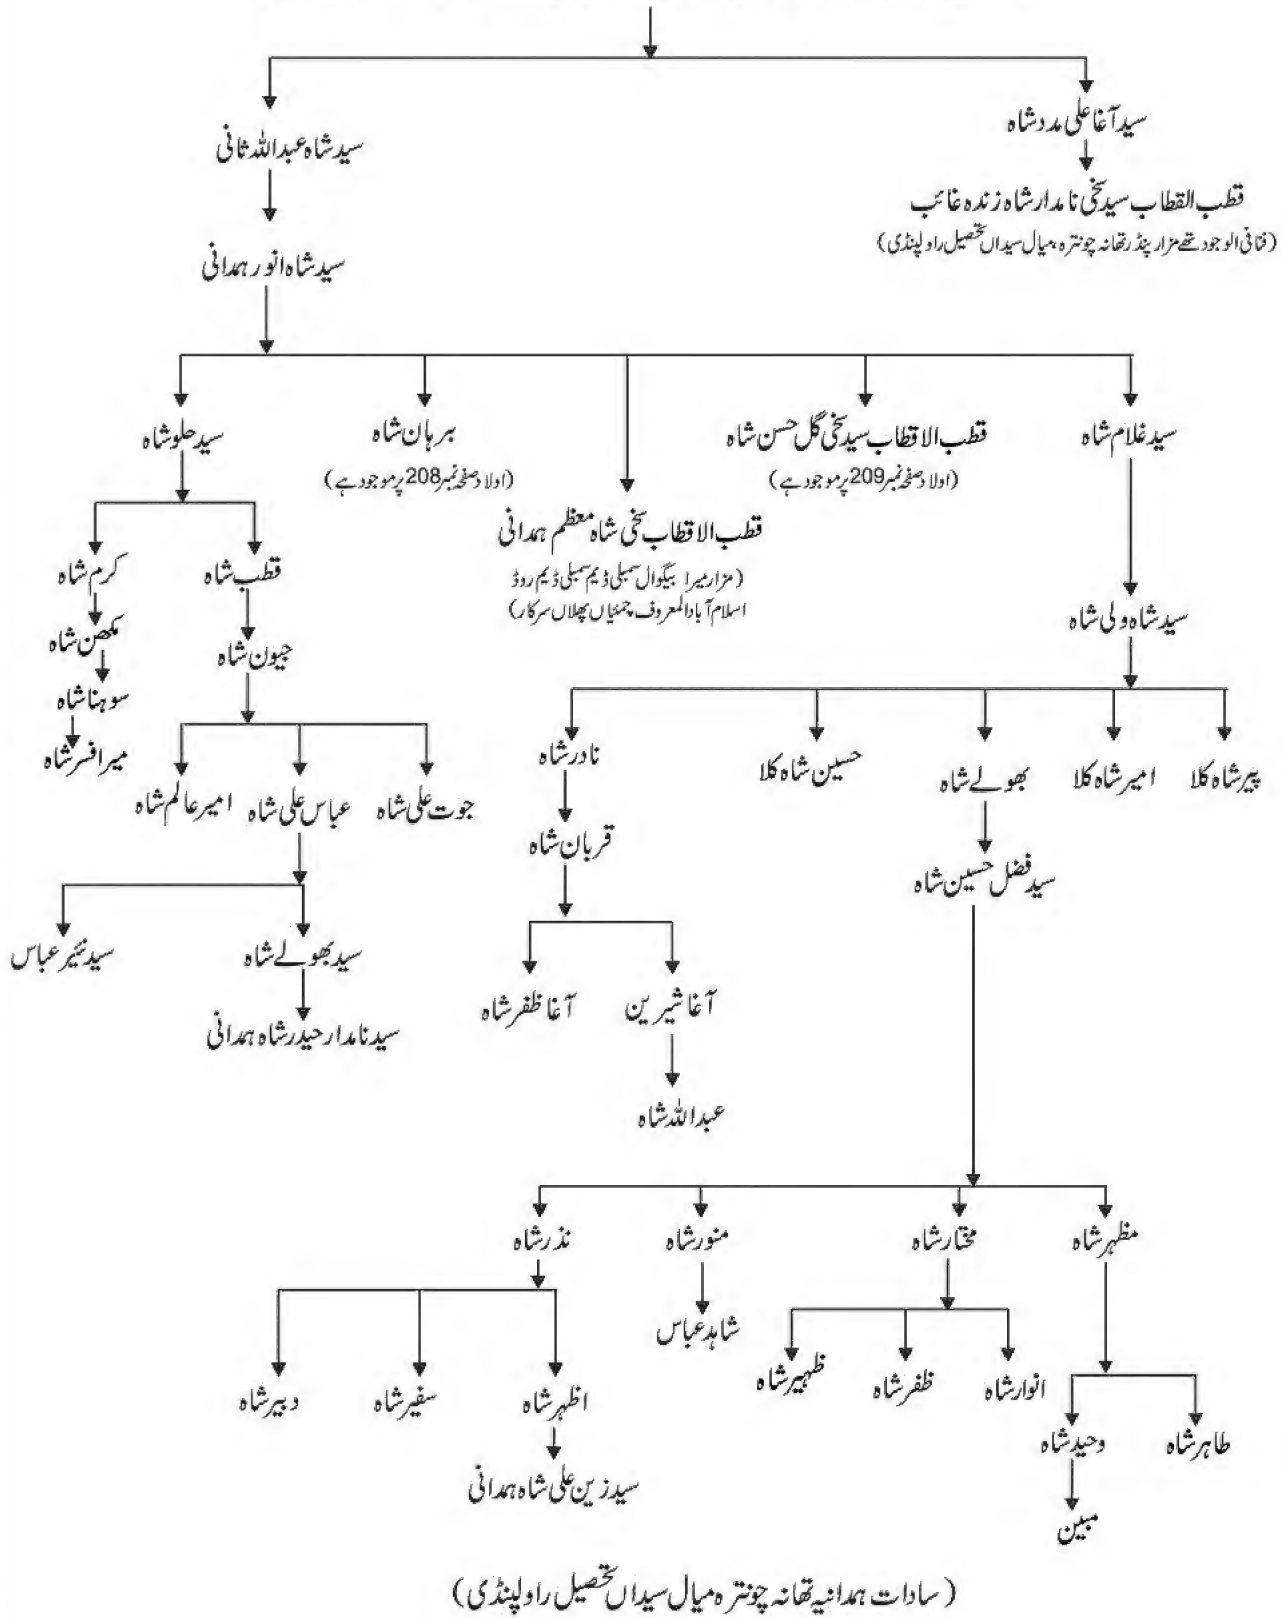 سید آغا علی مدد شاہ
سید شاہ عبداللہ ثانی
قطب القطاب سید سخی نامدار شاہ زندہ غائب
(فنا فی الوجود تھے مزار پنڈر تھانہ چونترہ، میال سیداں تحصیل راولپنڈی)
سید شاہ انور ہمدانی
سید غلام شاہ
قطب الاقطاب سید سخی گل حسن شاہ
(اولاد صفحہ نمبر 209 پر موجود ہے)
برہان شاہ
(اولاد صفحہ نمبر 208 پر موجود ہے)
سید حلو شاہ
قطب الاقطاب سخی شاہ معظم ہمدانی
(مزار میرا بیگوال سمبلی ڈیم سمبلی ڈیم روڈ
اسلام آباد المعروف چمٹیاں پھلاں سرکار)
قطب شاہ
کرم شاہ
سید شاہ ولی شاہ
جیون شاہ
مکھن شاہ
سوہنا شاہ
میر افسر شاہ
پیر شاہ کلا
امیر شاہ کلا
بھولے شاہ
حسین شاہ کلا
نادر شاہ
جوت علی شاہ
عباس علی شاہ
امیر عالم شاہ
قربان شاہ
سید فضل حسین شاہ
سید بھولے شاہ
سید نئیر عباس
آغا شیرین
آغا ظفر شاہ
سید نامدار حیدر شاہ ہمدانی
عبداللہ شاہ
مظہر شاہ
مختار شاہ
منور شاہ
نذر شاہ
شاہد عباس
انوار شاہ
ظفر شاہ
ظہیر شاہ
اظہر شاہ
سفیر شاہ
دبیر شاہ
طاہر شاہ
وحید شاہ
سید زین علی شاہ ہمدانی
مبین
(سادات ہمدانیہ تھانہ چونترہ میال سیداں تحصیل راولپنڈی)